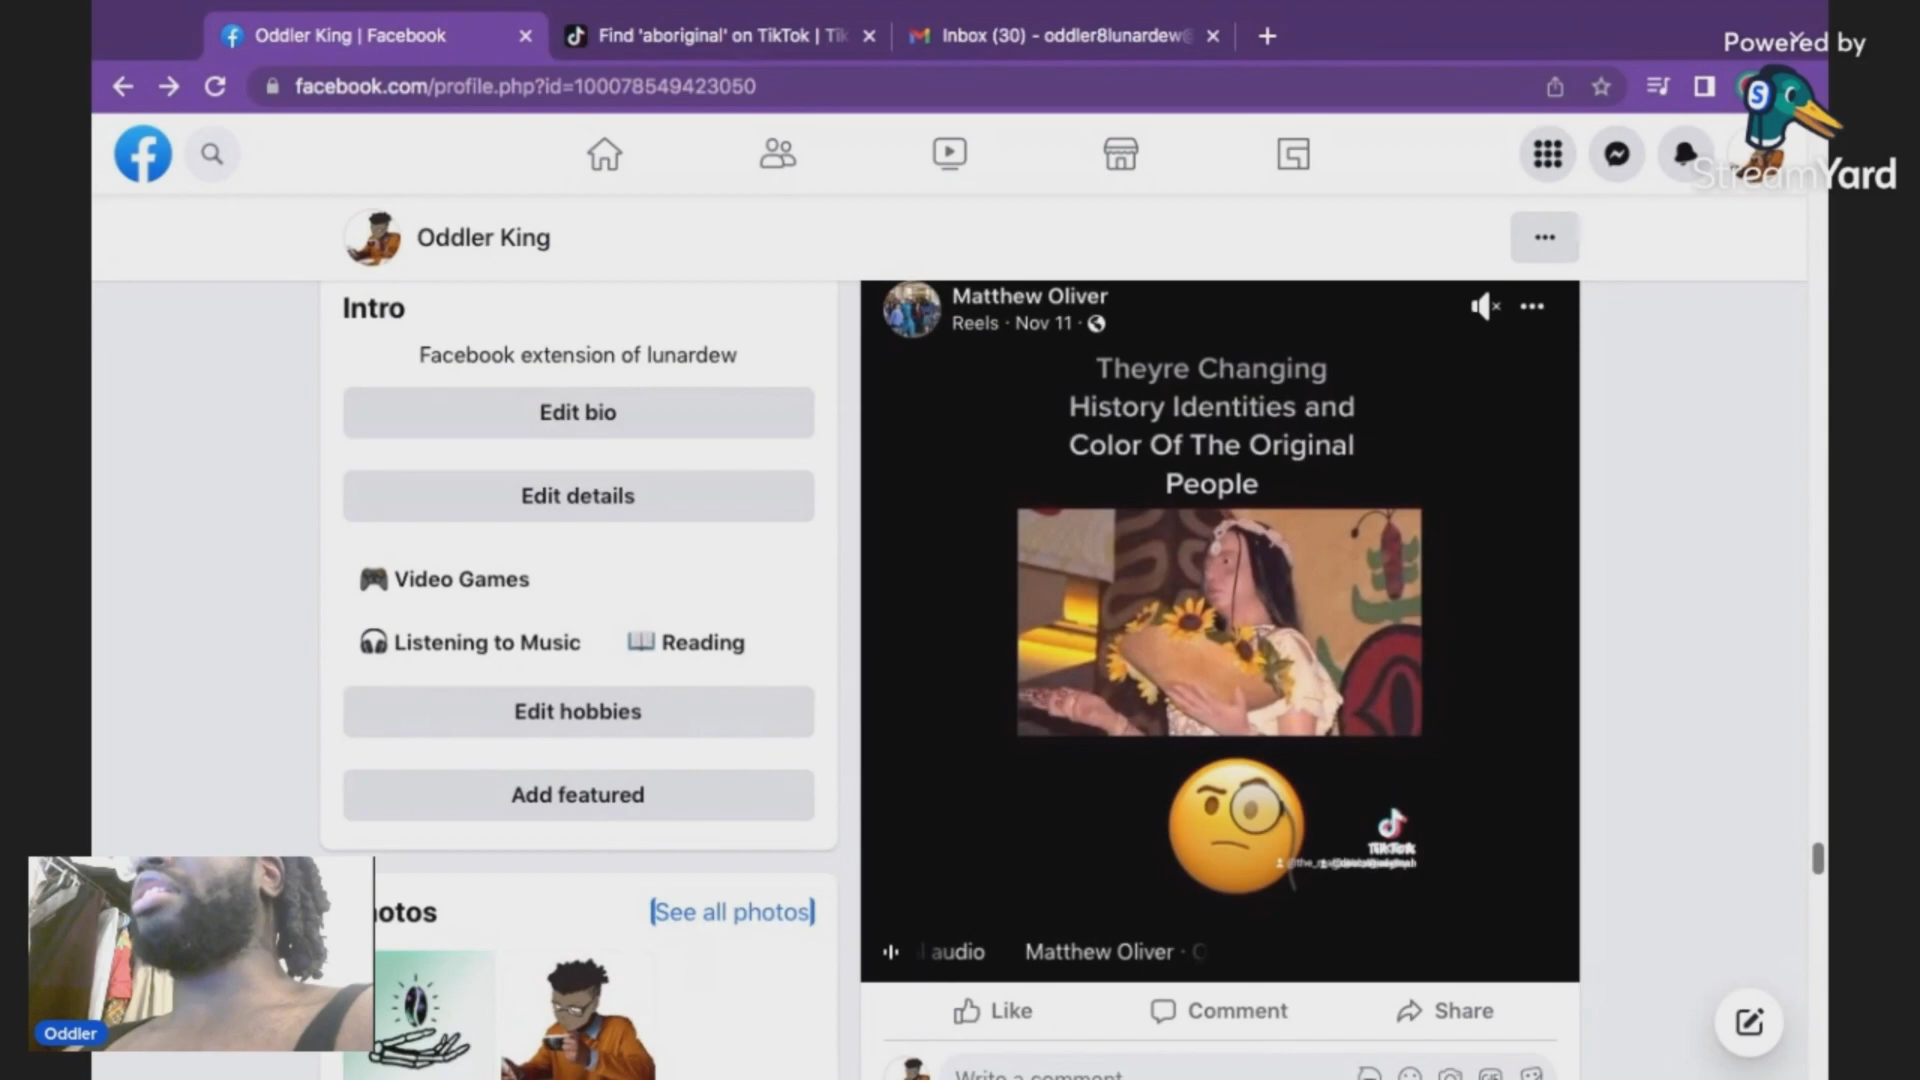 Oddler King | Facebook
Find 'aboriginal' on TikTok | Tik
Inbox (30) - oddler8lunardew@
Powered by
StreamYard
facebook.com/profile.php?id=100078549423050
Oddler King
Intro
Facebook extension of lunardew
Edit bio
Edit details
Video Games
Listening to Music
Reading
Edit hobbies
Add featured
otos
See all photos
Oddler
Matthew Oliver
Reels · Nov 11 ·
Theyre Changing
History Identities and
Color Of The Original
People
TikTok
l audio
Matthew Oliver ·
Like
Comment
Share
Write a comment